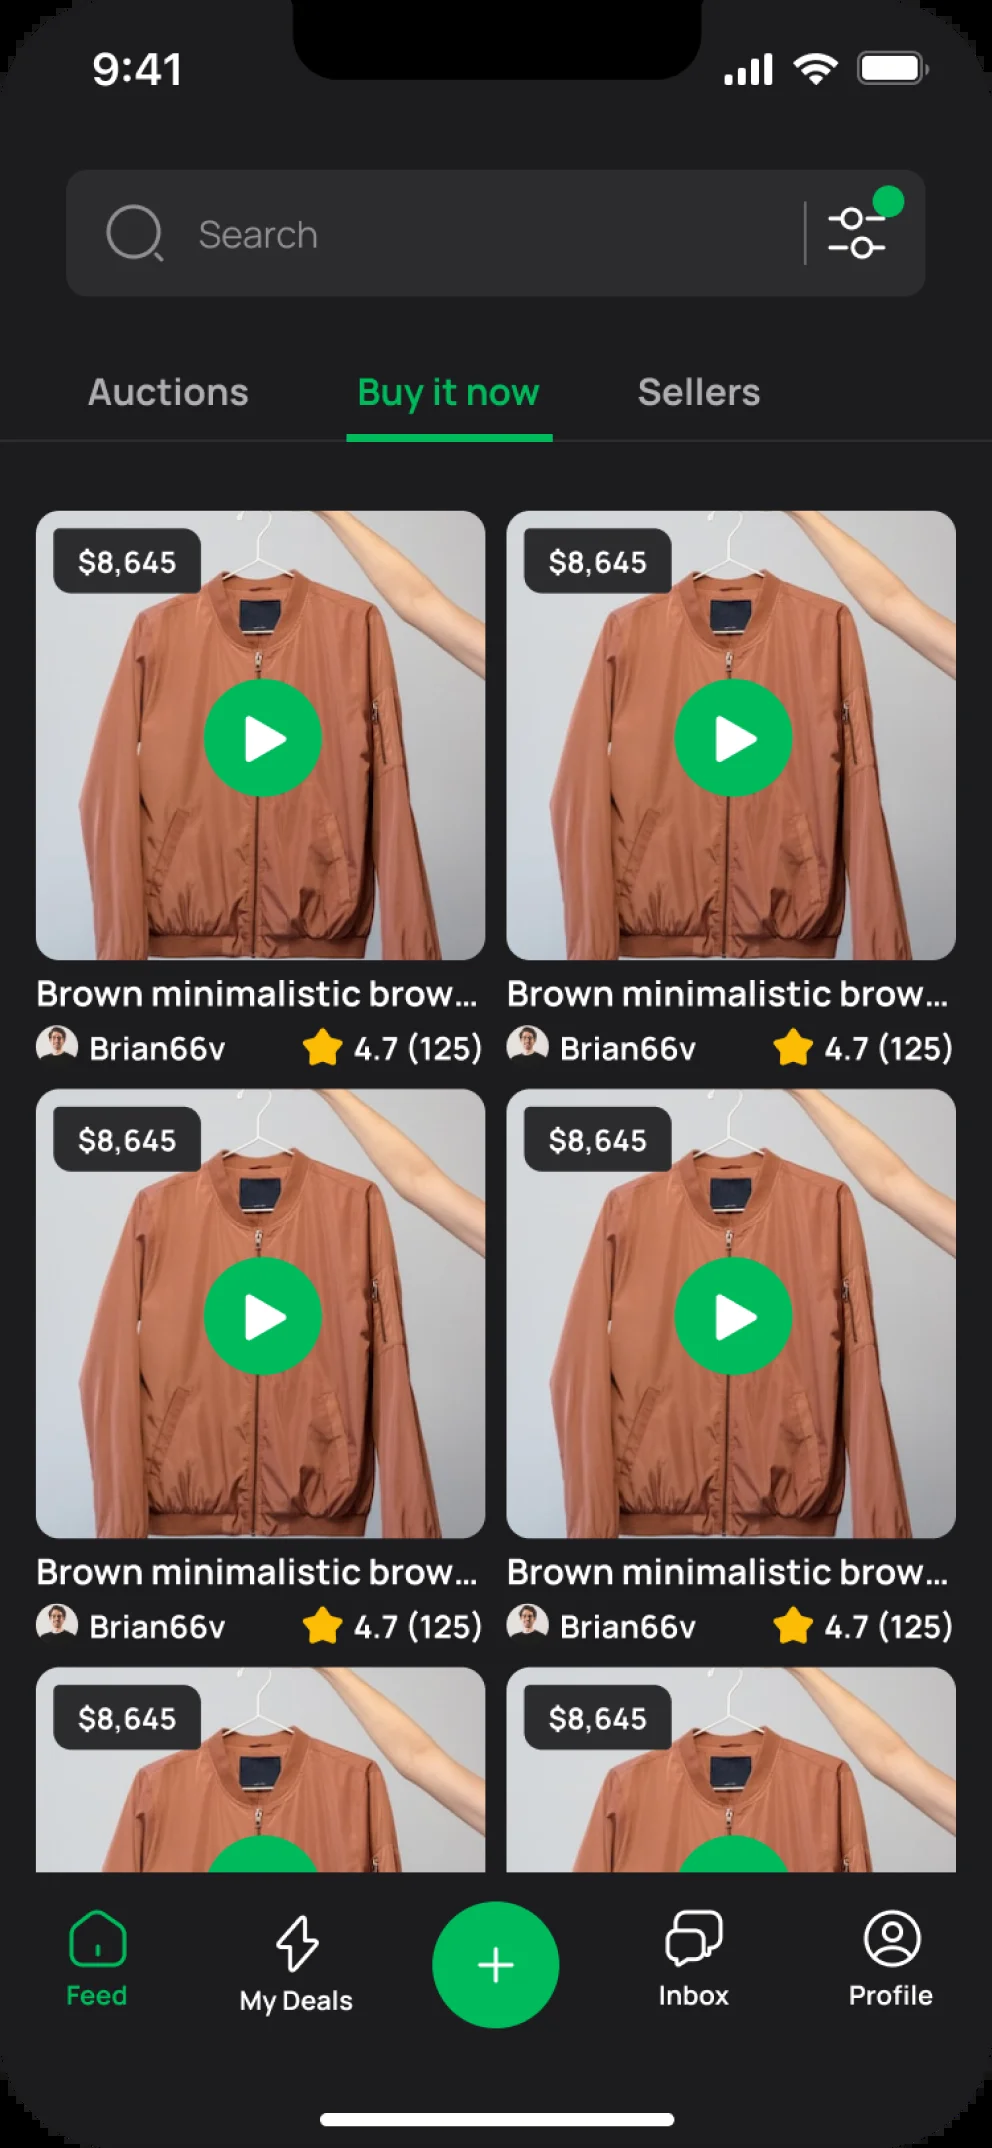 9:41
Search
Auctions Buy it now Sellers
$8,645 $8,645
Brown minimalistic brow... Brown minimalistic brow...
Brian66v 4.7 (125) Brian66v 4.7 (125)
$8,645 $8,645
Brown minimalistic brow... Brown minimalistic brow...
Brian66v 4.7 (125) Brian66v 4.7 (125)
$8,645 $8,645
Feed My Deals Inbox Profile